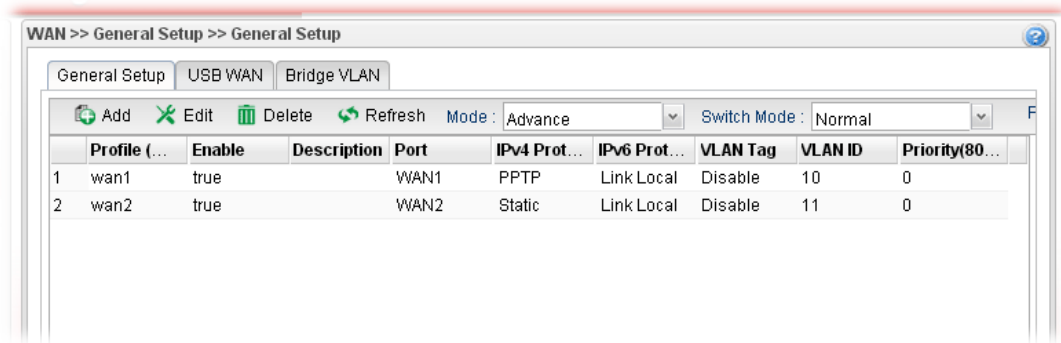 WAN >> General Setup >> General Setup
General Setup USB WAN Bridge VLAN
Add Edit Delete Refresh Mode : Advance Switch Mode : Normal
Profile (... Enable Description Port IPv4 Prot... IPv6 Prot... VLAN Tag VLAN ID Priority(80...
1 wan1 true WAN1 PPTP Link Local Disable 10 0
2 wan2 true WAN2 Static Link Local Disable 11 0